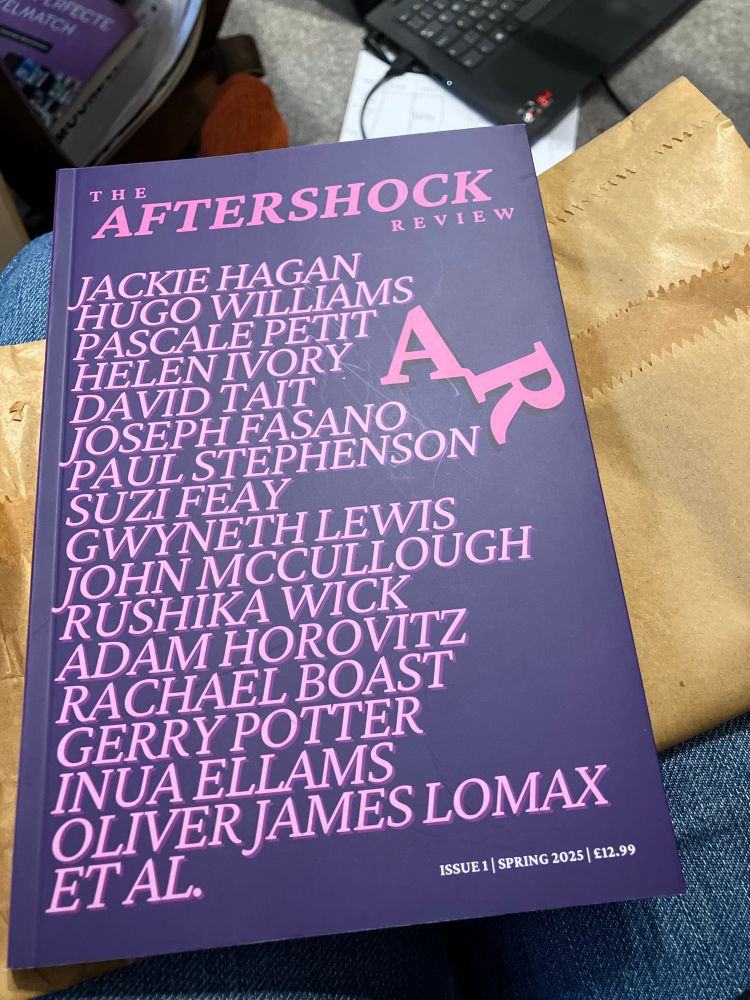 PERFECTE
ELMATCH
THE
AFTERSHOCK
REVIEW
JACKIE HAGAN
HUGO WILLIAMS
PASCALE PETIT
HELEN IVORY
DAVID TAIT
JOSEPH FASANO
PAUL STEPHENSON
SUZI FEAY
GWYNETH LEWIS
JOHN MCCULLOUGH
RUSHIKA WICK
ADAM HOROVITZ
RACHAEL BOAST
GERRY POTTER
INUA ELLAMS
OLIVER JAMES LOMAX
ET AL.
AR
ISSUE 1 | SPRING 2025 | £12.99